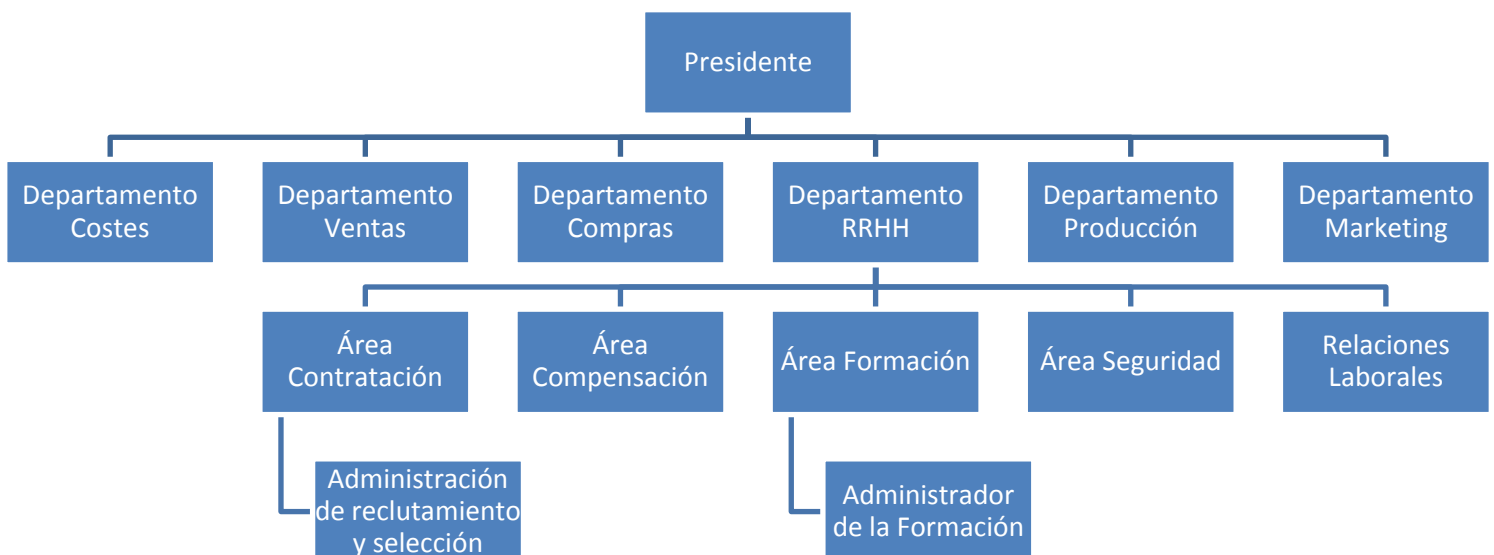 Presidente
Departamento
Costes
Departamento
Ventas
Departamento
Compras
Departamento
RRHH
Departamento
Producción
Departamento
Marketing
Área
Contratación
Área
Compensación
Área Formación
Área Seguridad
Relaciones
Laborales
Administración
de reclutamiento
y selección
Administrador
de la Formación